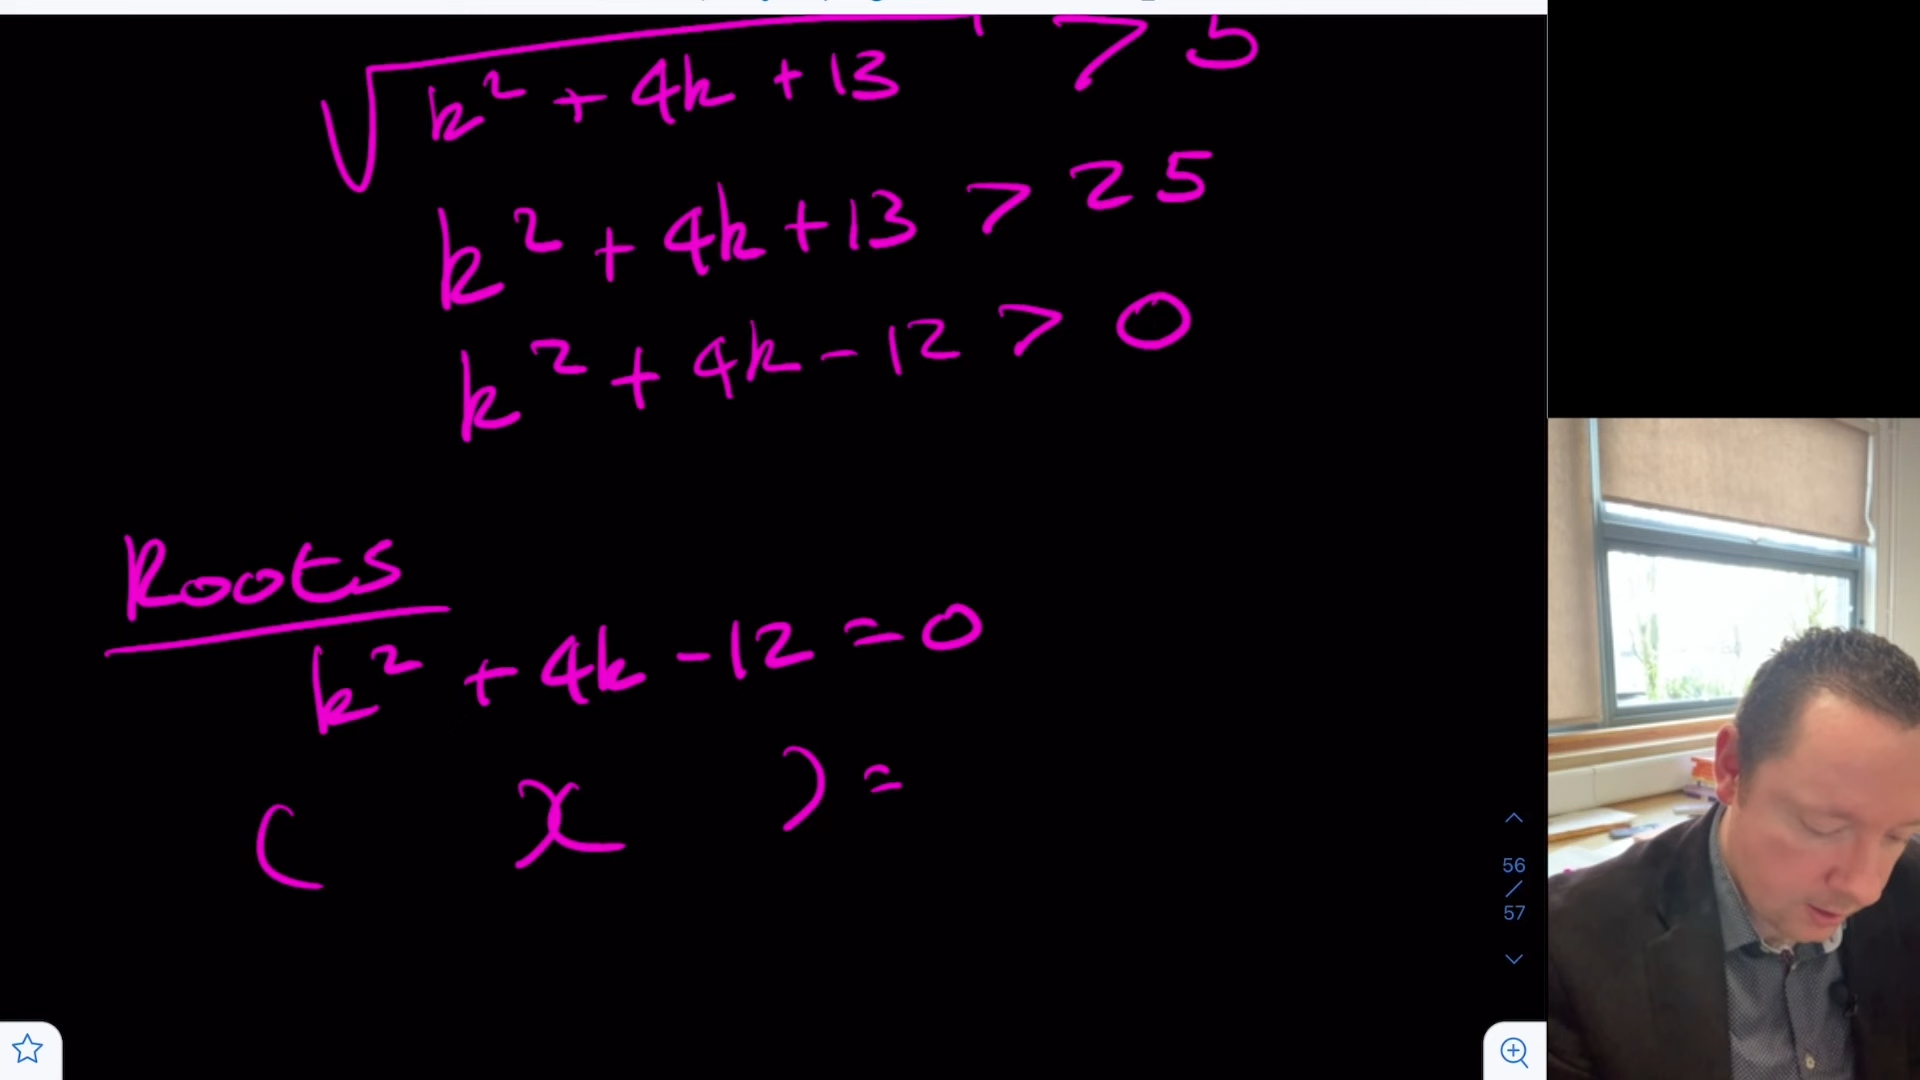 √k² + 4k + 13 > 5
k² + 4k + 13 > 25
k² + 4k - 12 > 0
Roots
k² + 4k - 12 = 0
( x ) =
56
/
57